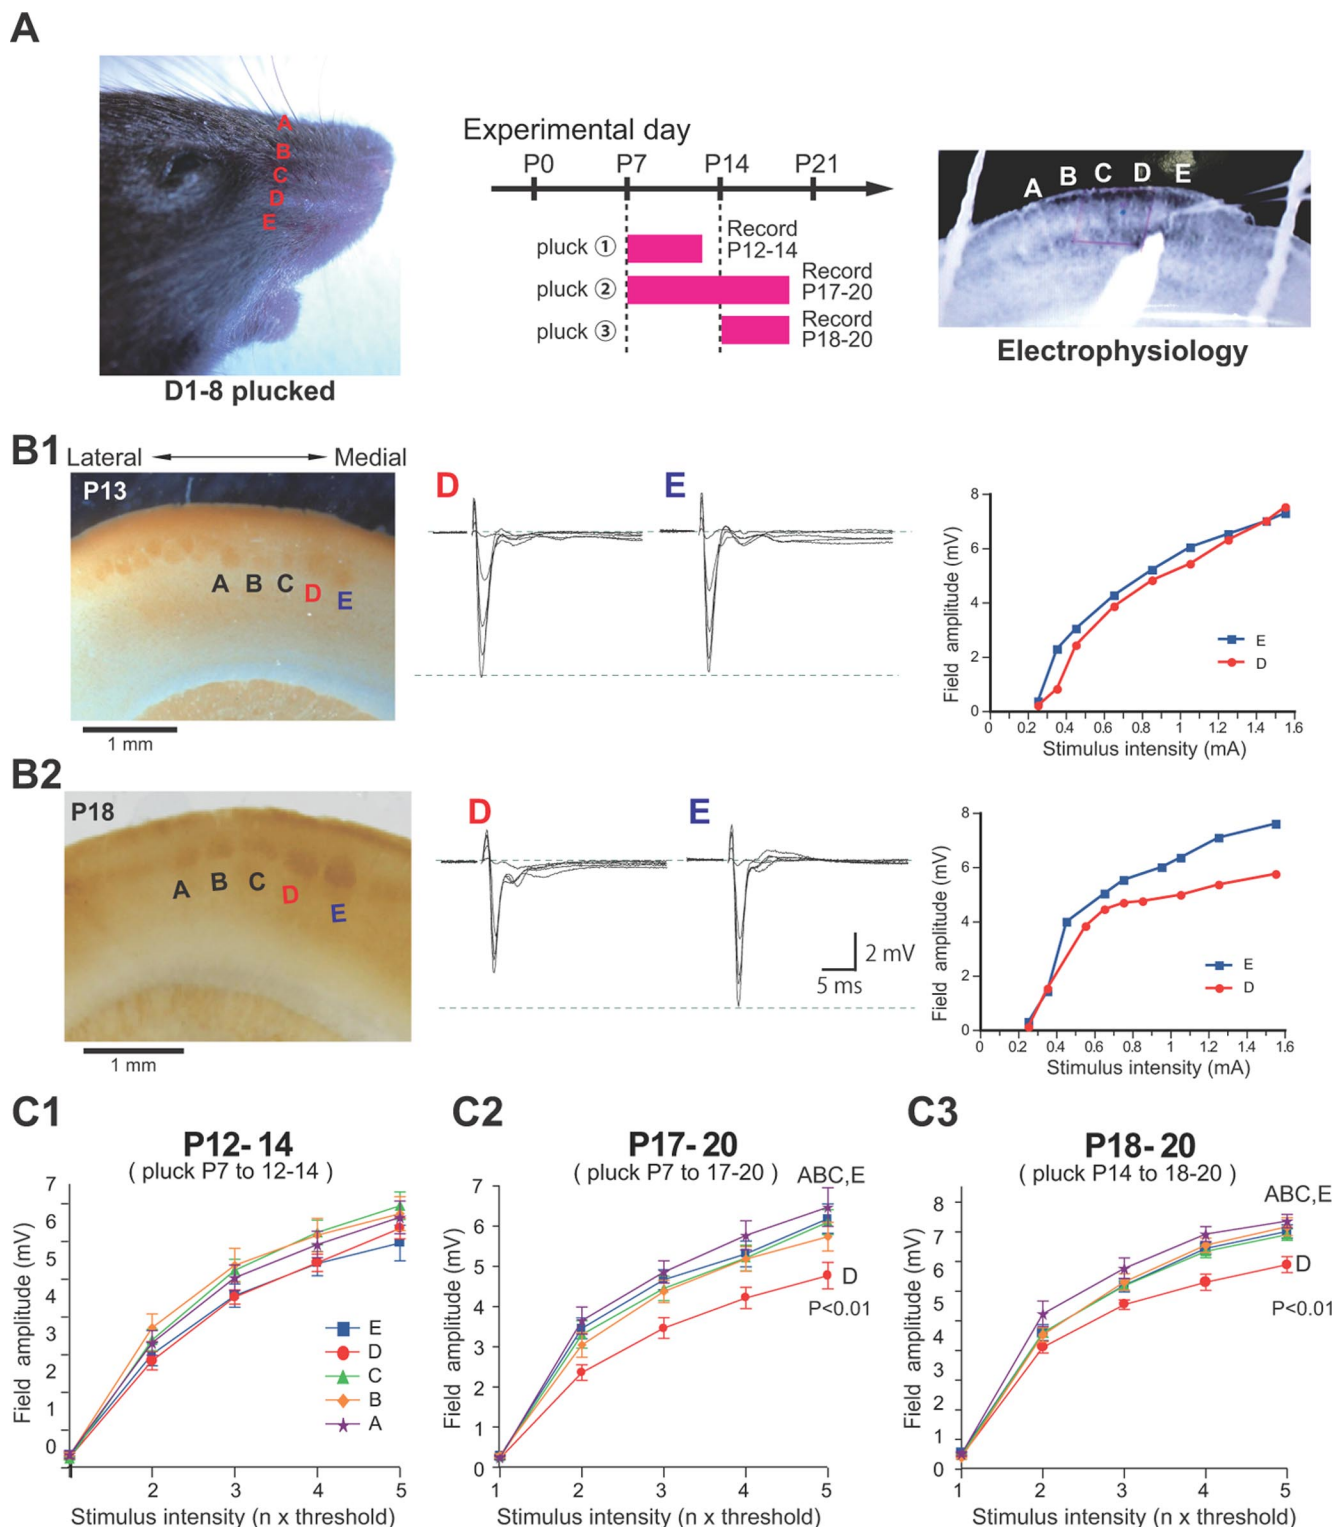 A
A
B
C
D
E
D1-8 plucked
Experimental day
P0 P7 P14 P21
pluck ① Record P12-14
pluck ② Record P17-20
pluck ③ Record P18-20
A B C D E
Electrophysiology
B1
Lateral Medial
P13
A B C D E
1 mm
D E
Field amplitude (mV)
8
6
4
2
0
E
D
0 0.2 0.4 0.6 0.8 1 1.2 1.4 1.6
Stimulus intensity (mA)
B2
P18
A B C D E
1 mm
D E
2 mV
5 ms
Field amplitude (mV)
8
6
4
2
0
E
D
0 0.2 0.4 0.6 0.8 1 1.2 1.4 1.6
Stimulus intensity (mA)
C1
P12-14
( pluck P7 to 12-14 )
Field amplitude (mV)
7
6
5
4
3
2
1
0
E
D
C
B
A
2 3 4 5
Stimulus intensity (n x threshold)
C2
P17-20
( pluck P7 to 17-20 )
ABC,E
D
P<0.01
Field amplitude (mV)
7
6
5
4
3
2
1
0
1 2 3 4 5
Stimulus intensity (n x threshold)
C3
P18-20
( pluck P14 to 18-20 )
ABC,E
D
P<0.01
Field amplitude (mV)
8
7
6
5
4
3
2
1
0
1 2 3 4 5
Stimulus intensity (n x threshold)